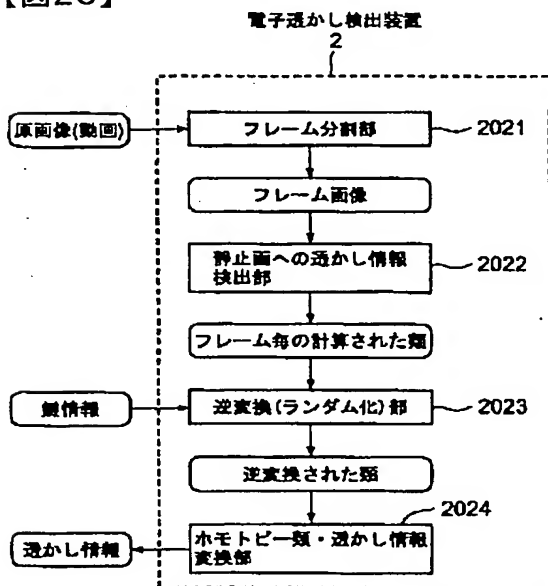 電子透かし検出装置
2
原画像(動画)
フレーム分割部
2021
フレーム画像
静止画への透かし情報
検出部
2022
フレーム毎の計算された類
鍵情報
逆変換(ランダム化)部
2023
逆変換された類
2024
透かし情報
ホモトピー類・透かし情報
変換部